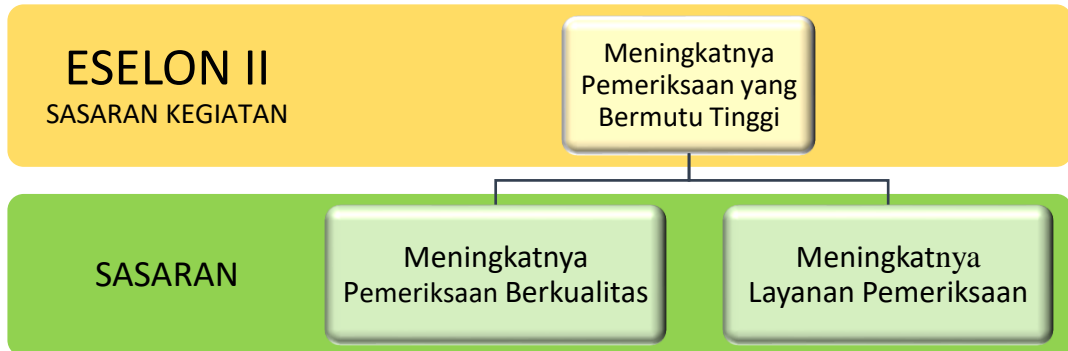 ESELON II
SASARAN KEGIATAN
Meningkatnya
Pemeriksaan yang
Bermutu Tinggi
SASARAN
Meningkatnya
Pemeriksaan Berkualitas
Meningkatnya
Layanan Pemeriksaan